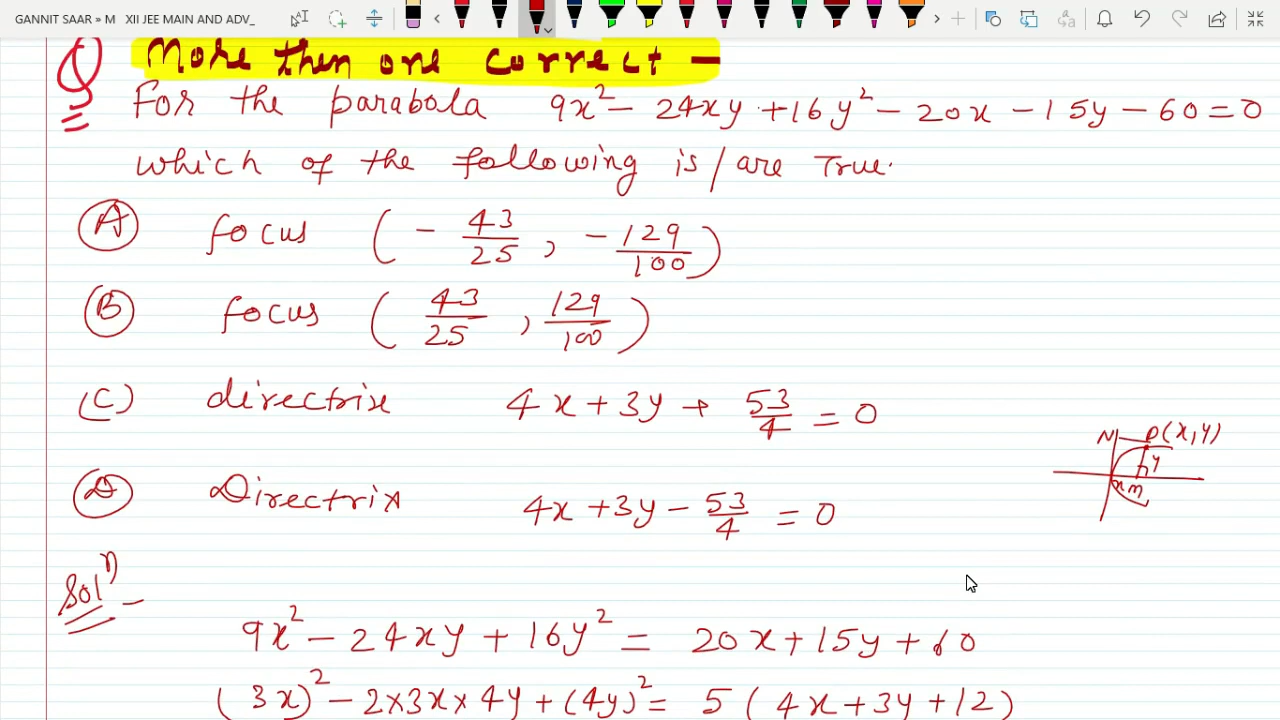 GANNIT SAAR » M XII JEE MAIN AND ADV_
Q More then one correct –
For the parabola 9x² – 24xy + 16y² – 20x – 15y – 60 = 0
which of the following is/are True.
(A) focus (– 43/25, – 129/100)
(B) focus (43/25, 129/100)
(C) directrix 4x + 3y + 53/4 = 0
(D) Directrix 4x + 3y – 53/4 = 0
N P(X,Y)
Y
x m
Solⁿ –
9x² – 24xy + 16y² = 20x + 15y + 60
(3x)² – 2×3x×4y + (4y)² = 5(4x + 3y + 12)